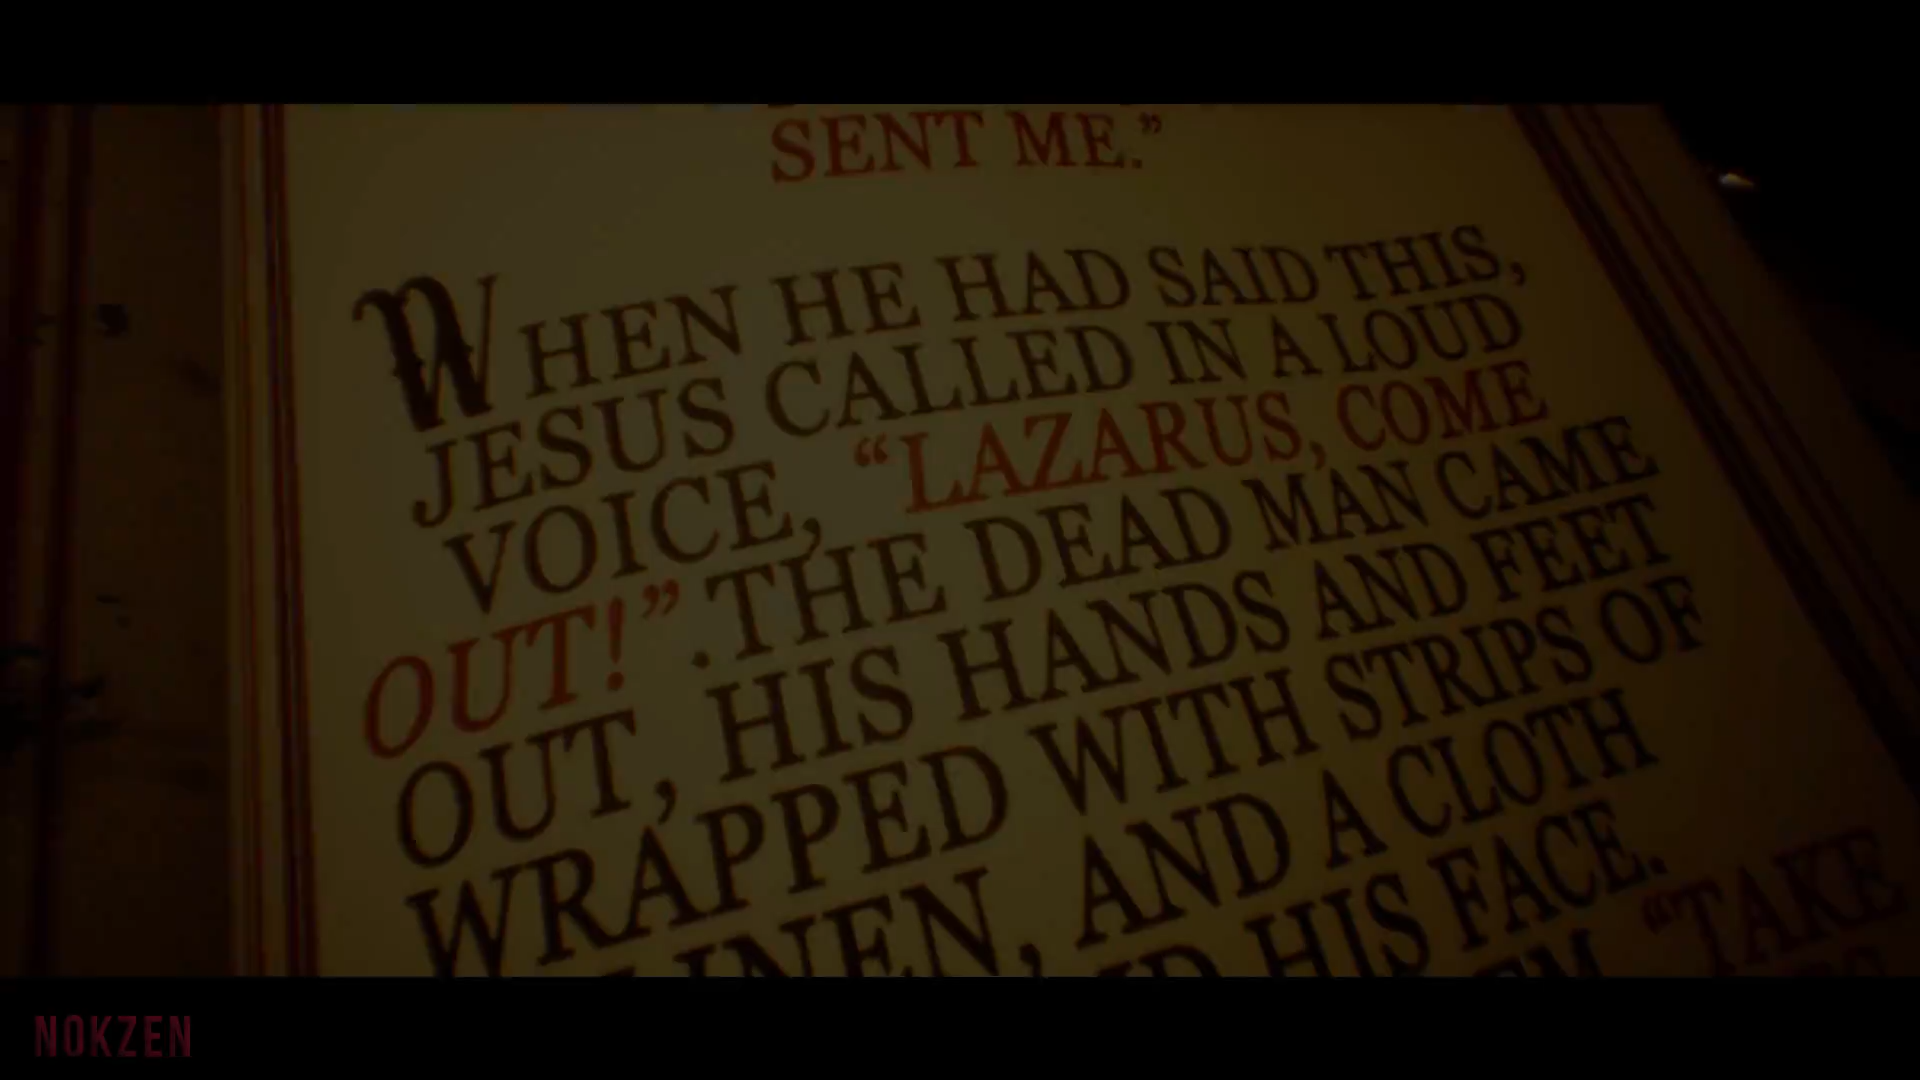 SENT ME.”
WHEN HE HAD SAID THIS,
JESUS CALLED IN A LOUD
VOICE, “LAZARUS, COME
OUT!” .THE DEAD MAN CAME
OUT, HIS HANDS AND FEET
WRAPPED WITH STRIPS OF
LINEN, AND A CLOTH
HIS FACE.
“TAKE
NOKZEN